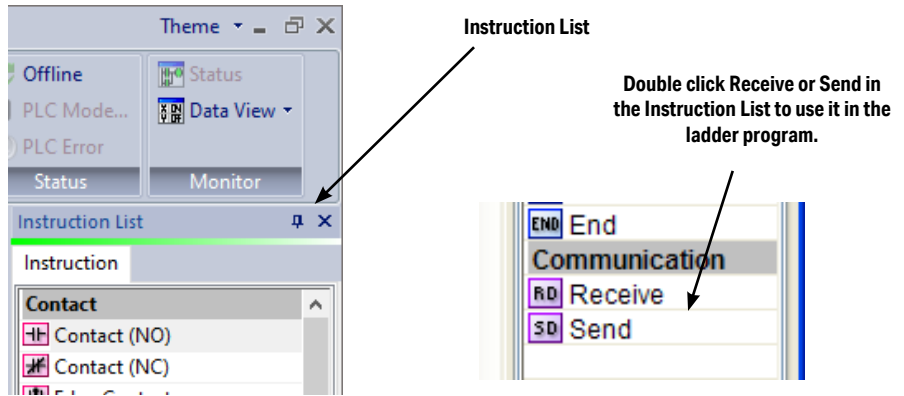 Theme
Offline
Status
PLC Mode...
Data View
PLC Error
Status
Monitor
Instruction List
Instruction
Contact
Contact (NO)
Contact (NC)
Instruction List
Double click Receive or Send in
the Instruction List to use it in the
ladder program.
END End
Communication
RD Receive
SD Send